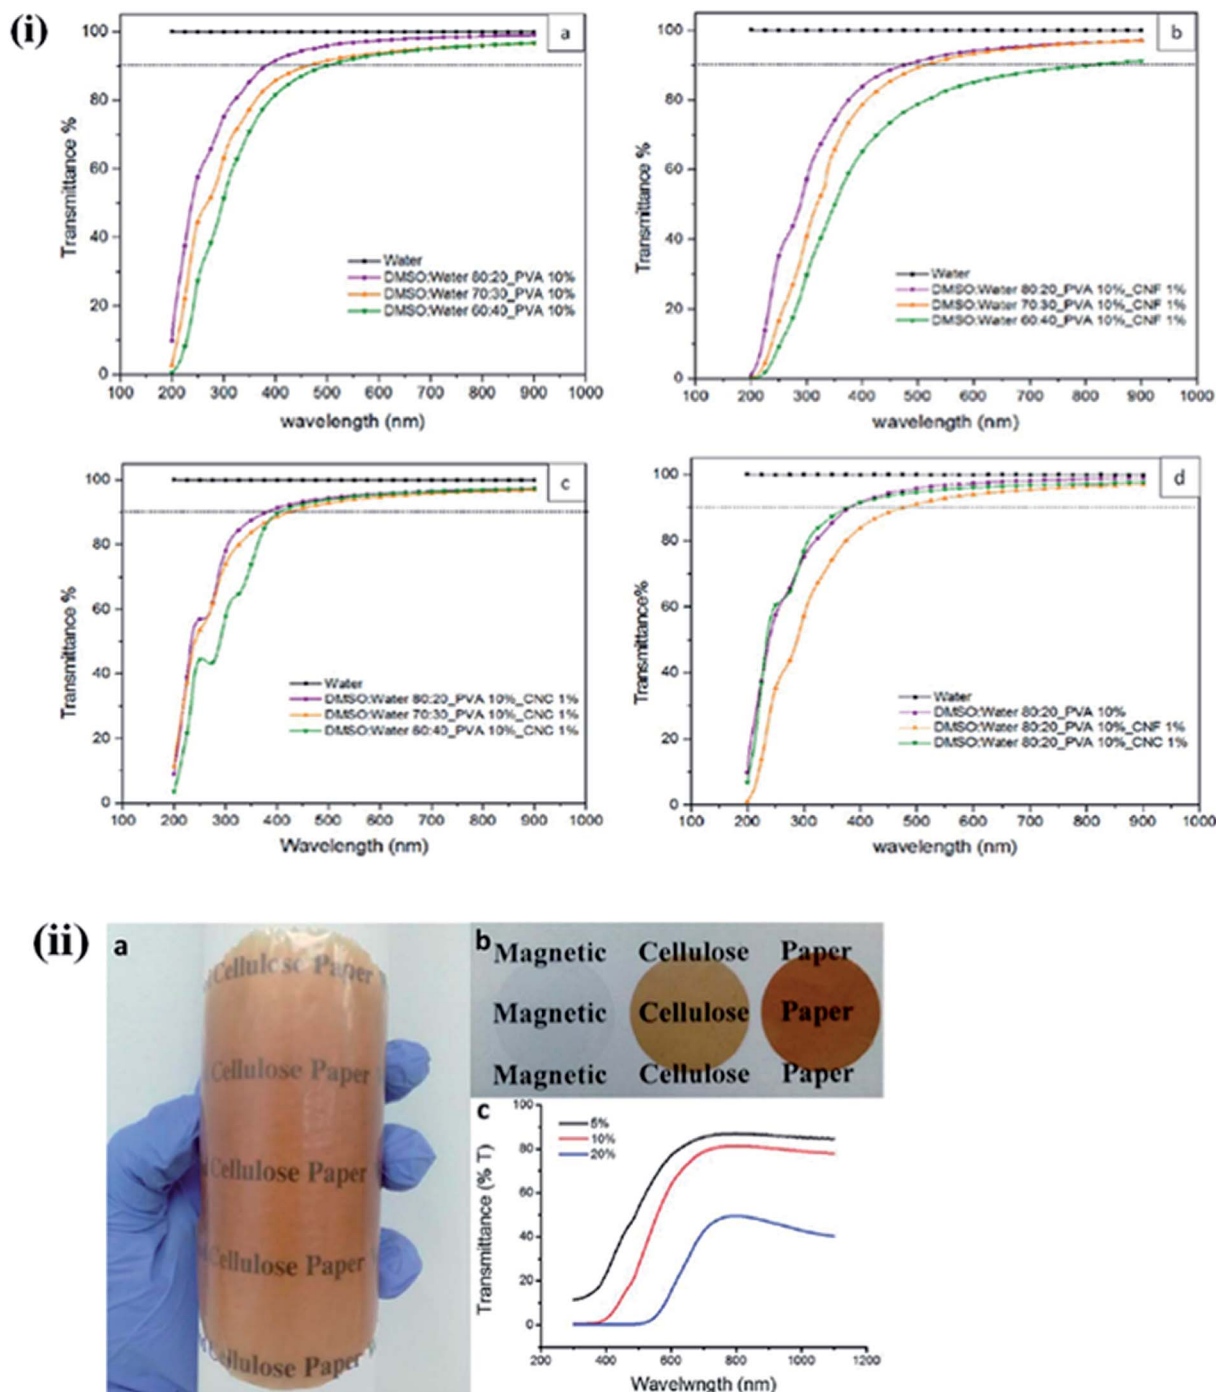 (i)
a
100
80
60
40
20
0
Transmittance %
Water
DMSO:Water 80:20_PVA 10%
DMSO:Water 70:30_PVA 10%
DMSO:Water 60:40_PVA 10%
100 200 300 400 500 600 700 800 900 1000
wavelength (nm)
b
100
80
60
40
20
0
Transmittance %
Water
DMSO:Water 80:20_PVA 10%_CNF 1%
DMSO:Water 70:30_PVA 10%_CNF 1%
DMSO:Water 60:40_PVA 10%_CNF 1%
100 200 300 400 500 600 700 800 900 1000
wavelength (nm)
c
100
80
60
40
20
0
Transmittance %
Water
DMSO:Water 80:20_PVA 10%_CNC 1%
DMSO:Water 70:30_PVA 10%_CNC 1%
DMSO:Water 60:40_PVA 10%_CNC 1%
100 200 300 400 500 600 700 800 900 1000
Wavelength (nm)
d
100
80
60
40
20
0
Transmittance%
Water
DMSO:Water 80:20_PVA 10%
DMSO:Water 80:20_PVA 10%_CNF 1%
DMSO:Water 80:20_PVA 10%_CNC 1%
100 200 300 400 500 600 700 800 900 1000
wavelength (nm)
(ii)
a
Cellulose Paper
Cellulose Paper
Cellulose Paper
Cellulose Paper
Cellulose Paper
b
Magnetic Cellulose Paper
Magnetic Cellulose Paper
Magnetic Cellulose Paper
c
100
80
60
40
20
0
Transmittance (% T)
5%
10%
20%
200 400 600 800 1000 1200
Wavelwngth (nm)